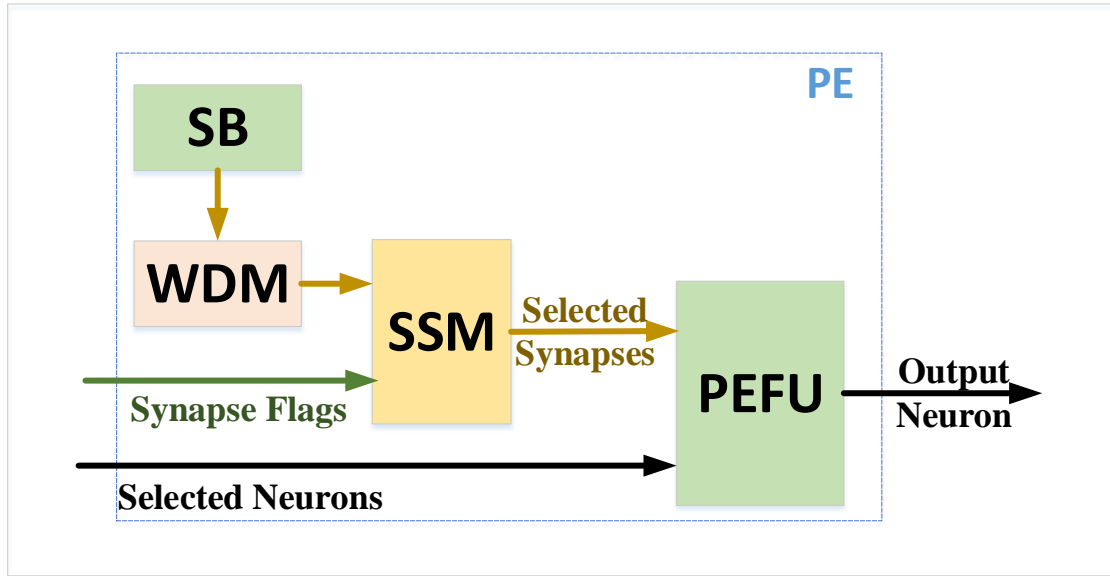 PE
SB
WDM
SSM
Selected
Synapses
PEFU
Output
Neuron
Synapse Flags
Selected Neurons